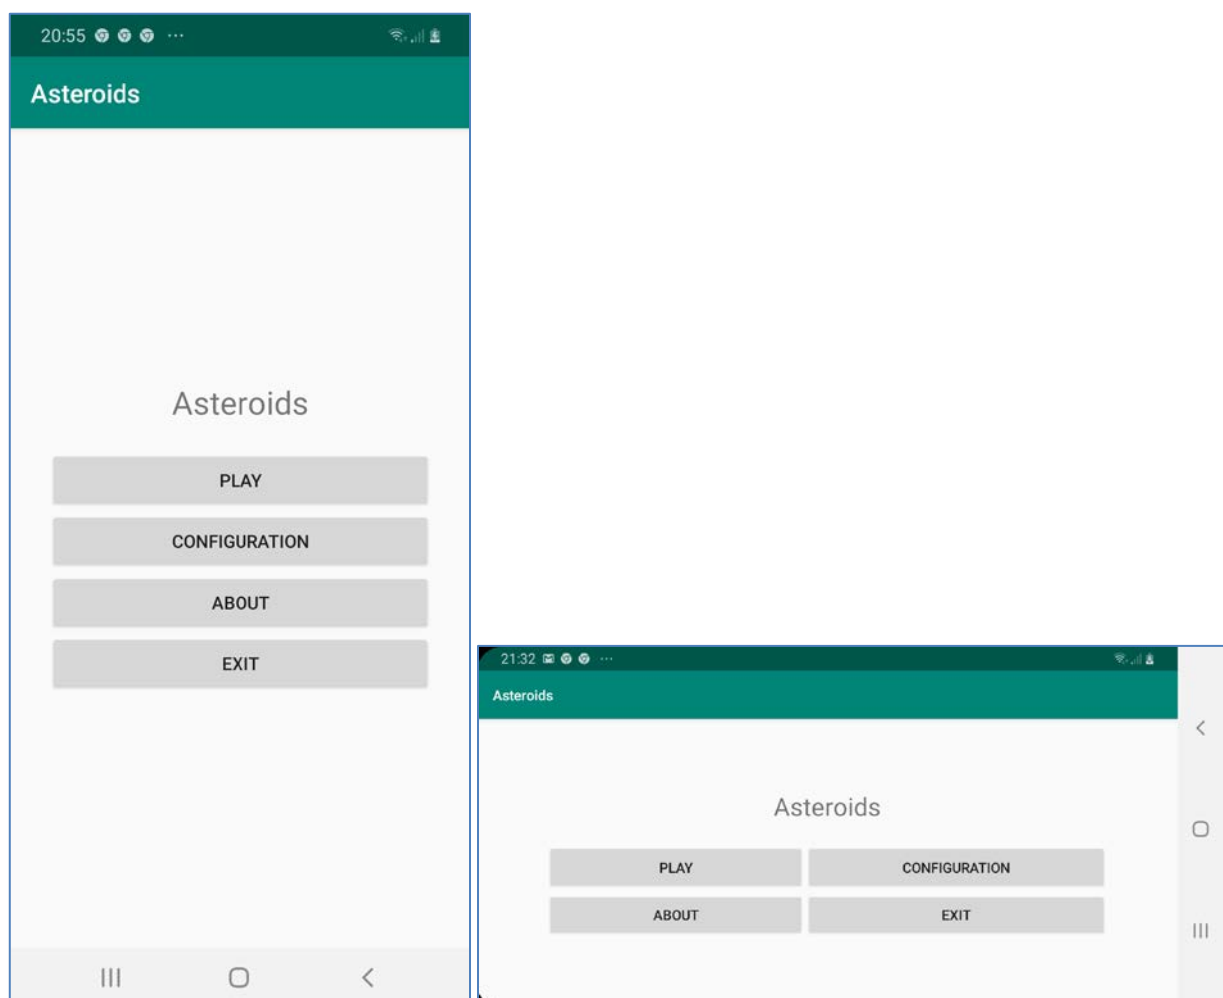 20:55 ...
Asteroids
Asteroids
PLAY
CONFIGURATION
ABOUT
EXIT
21:32 ...
Asteroids
Asteroids
PLAY CONFIGURATION
ABOUT EXIT